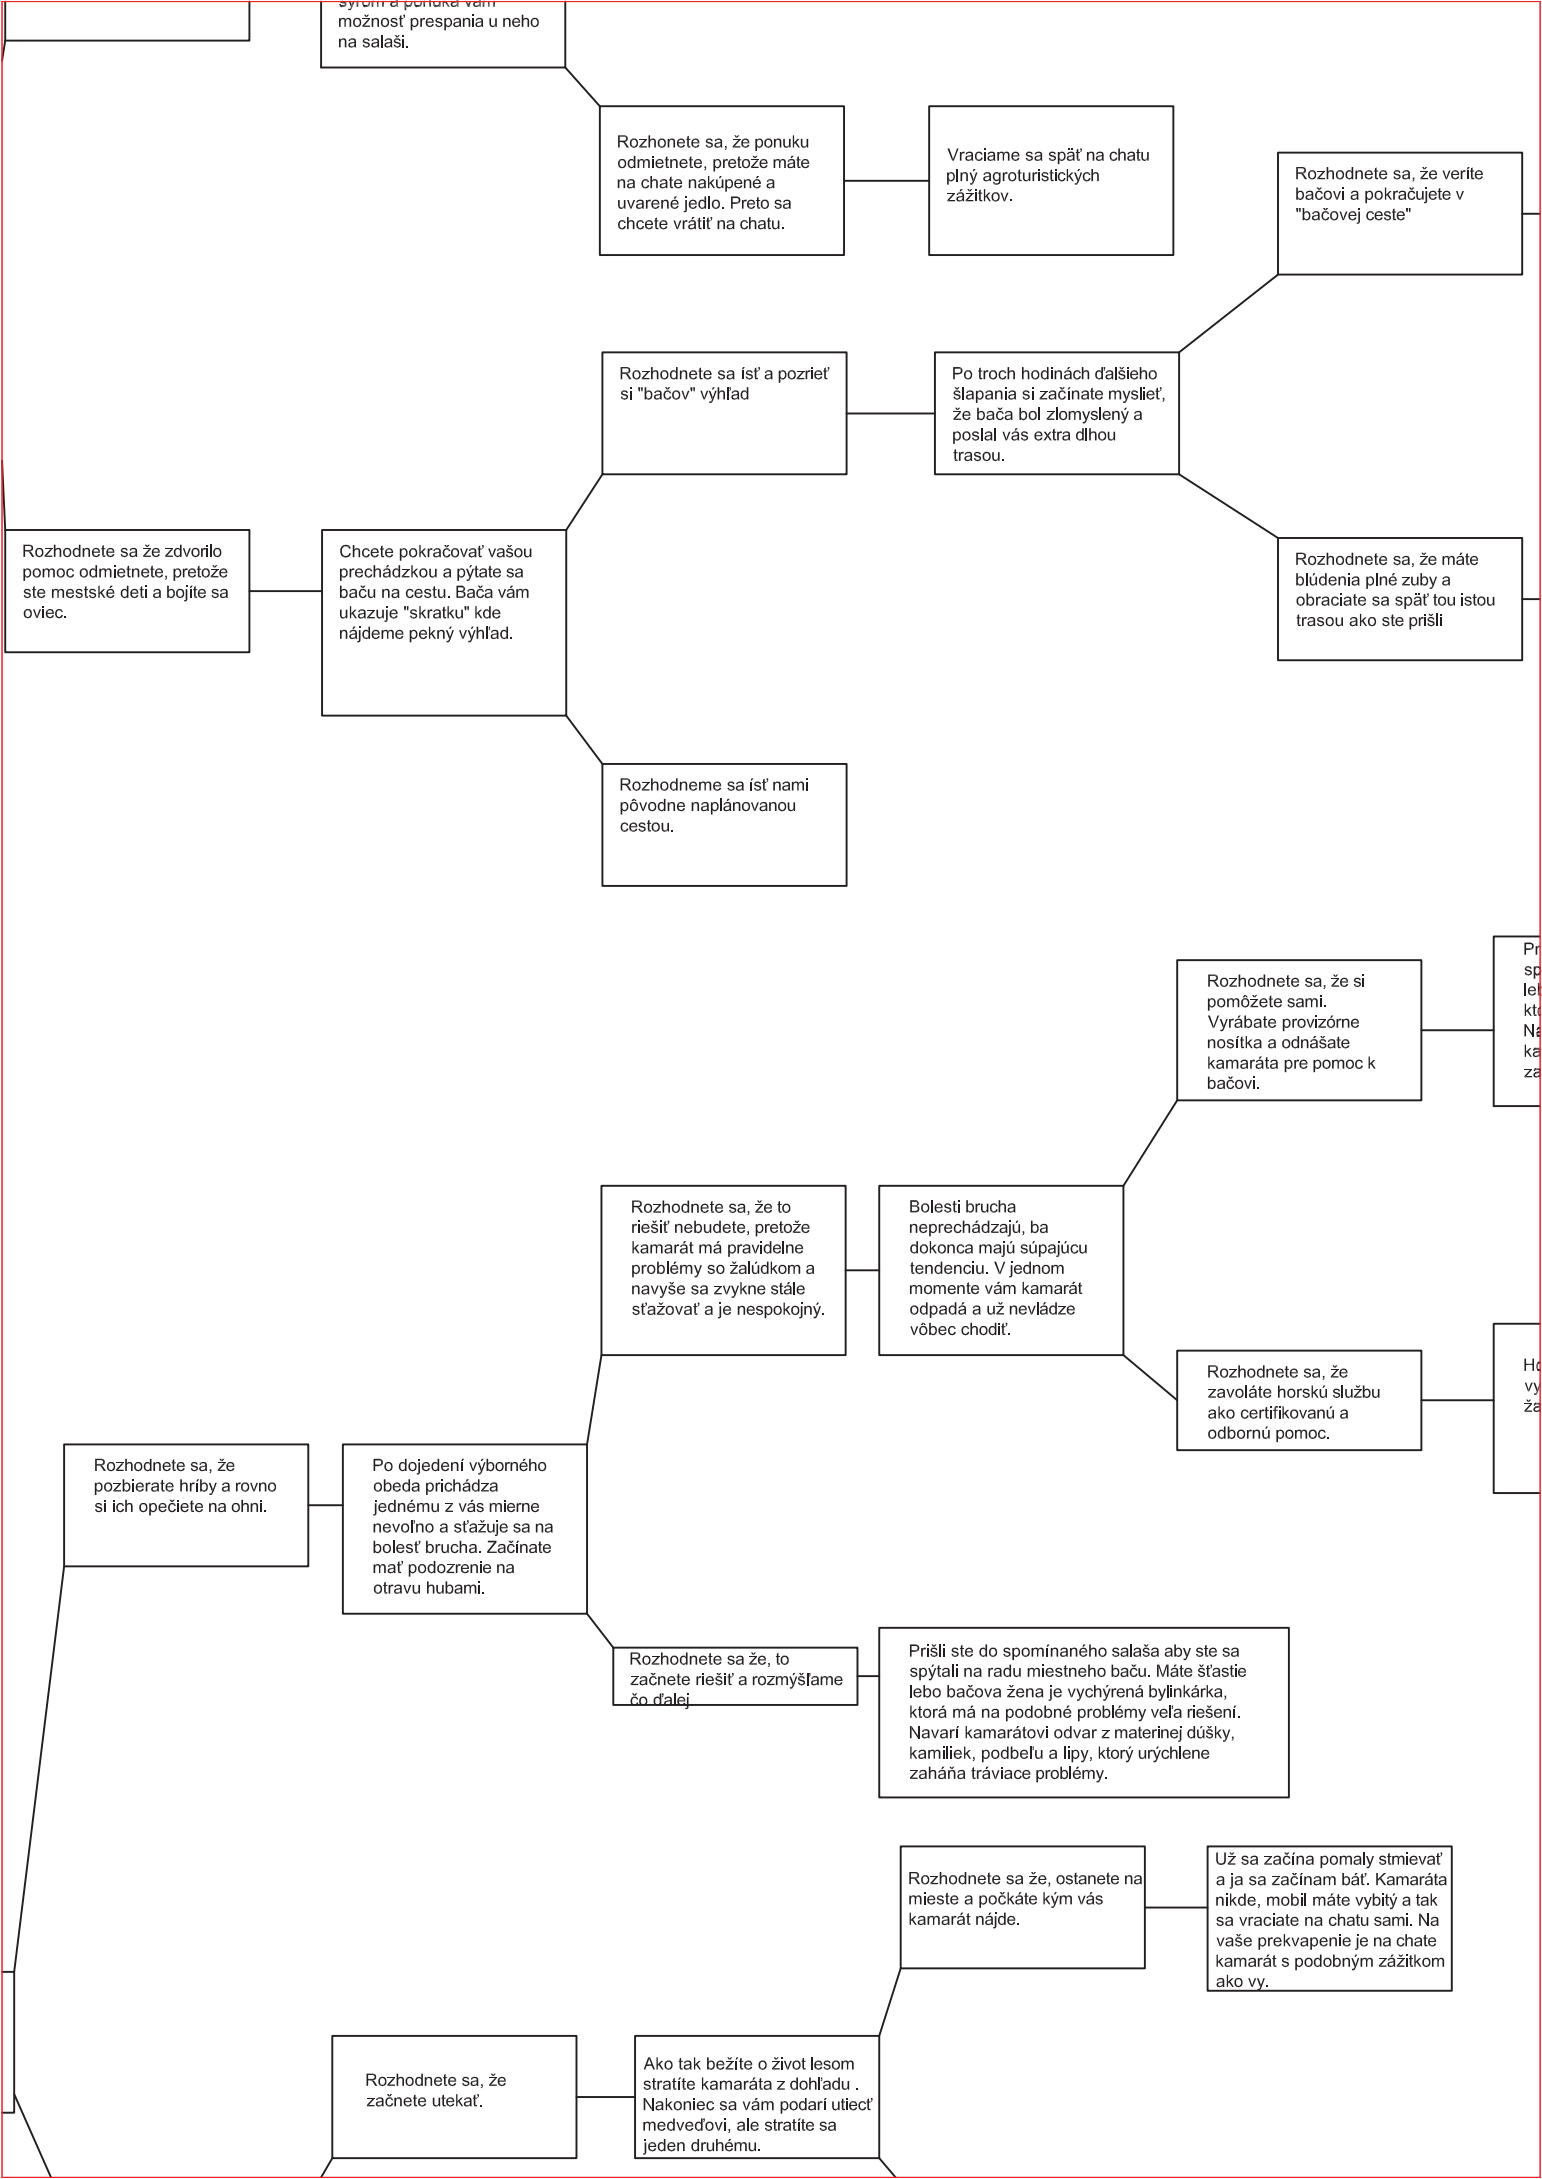 syrom a ponúka vám
možnosť prespania u neho
na salaši.
Rozhonete sa, že ponuku
odmietnete, pretože máte
na chate nakúpené a
uvarené jedlo. Preto sa
chcete vrátiť na chatu.
Vraciame sa späť na chatu
plný agroturistických
zážitkov.
Rozhodnete sa, že veríte
bačovi a pokračujete v
"bačovej ceste"
Rozhodnete sa ísť a pozrieť
si "bačov" výhľad
Po troch hodinách ďalšieho
šlapania si začínate myslieť,
že bača bol zlomyslený a
poslal vás extra dlhou
trasou.
Rozhodnete sa že zdvorilo
pomoc odmietnete, pretože
ste mestské deti a bojíte sa
oviec.
Chcete pokračovať vašou
prechádzkou a pýtate sa
baču na cestu. Bača vám
ukazuje "skratku" kde
nájdeme pekný výhľad.
Rozhodnete sa, že máte
blúdenia plné zuby a
obraciate sa späť tou istou
trasou ako ste prišli
Rozhodneme sa ísť nami
pôvodne naplánovanou
cestou.
Rozhodnete sa, že si
pomôžete sami.
Vyrábate provizórne
nosítka a odnášate
kamaráta pre pomoc k
bačovi.
Rozhodnete sa, že to
riešiť nebudete, pretože
kamarát má pravidelne
problémy so žalúdkom a
navyše sa zvykne stále
sťažovať a je nespokojný.
Bolesti brucha
neprechádzajú, ba
dokonca majú súpajúcu
tendenciu. V jednom
momente vám kamarát
odpadá a už nevládze
vôbec chodiť.
Rozhodnete sa, že
zavoláte horskú službu
ako certifikovanú a
odbornú pomoc.
Rozhodnete sa, že
pozbierate hríby a rovno
si ich opečiete na ohni.
Po dojedení výborného
obeda prichádza
jednému z vás mierne
nevoľno a sťažuje sa na
bolesť brucha. Začínate
mať podozrenie na
otravu hubami.
Rozhodnete sa že, to
začnete riešiť a rozmýšľame
čo ďalej
Prišli ste do spomínaného salaša aby ste sa
spýtali na radu miestneho baču. Máte šťastie
lebo bačova žena je vychýrená bylinkárka,
ktorá má na podobné problémy veľa riešení.
Navarí kamarátovi odvar z materinej dúšky,
kamiliek, podbeľu a lipy, ktorý urýchlene
zaháňa tráviace problémy.
Rozhodnete sa že, ostanete na
mieste a počkáte kým vás
kamarát nájde.
Už sa začína pomaly stmievať
a ja sa začínam báť. Kamaráta
nikde, mobil máte vybitý a tak
sa vraciate na chatu sami. Na
vaše prekvapenie je na chate
kamarát s podobným zážitkom
ako vy.
Rozhodnete sa, že
začnete utekať.
Ako tak bežíte o život lesom
stratíte kamaráta z dohľadu .
Nakoniec sa vám podarí utiecť
medveďovi, ale stratíte sa
jeden druhému.